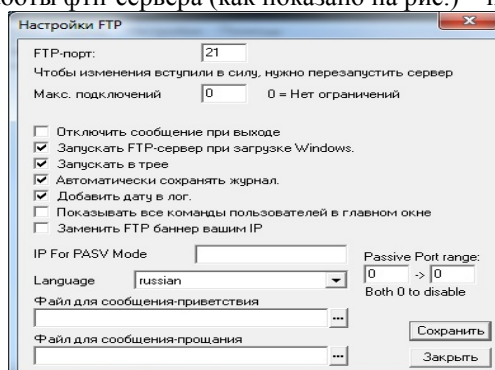 боты фтп-сервера (как показано на рис.)
Настройки FTP
FTP-порт: 21
Чтобы изменения вступили в силу, нужно перезапустить сервер
Макс. подключений 0 0 = Нет ограничений
Отключить сообщение при выходе
Запускать FTP-сервер при загрузке Windows.
Запускать в трее
Автоматически сохранять журнал.
Добавить дату в лог.
Показывать все команды пользователей в главном окне
Заменить FTP баннер вашим IP
IP For PASV Mode
Passive Port range:
Language russian
0 -> 0
Both 0 to disable
Файл для сообщения-приветствия
...
Сохранить
Файл для сообщения-прощания
...
Закрыть